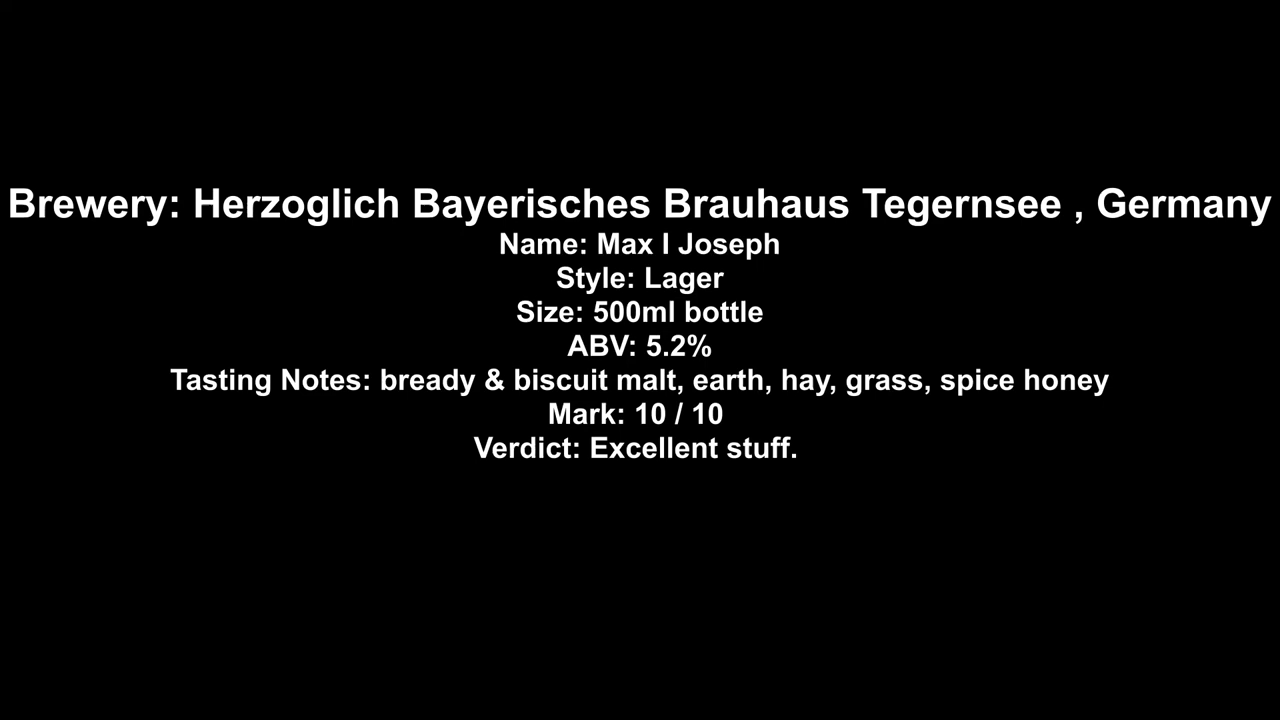 Brewery: Herzoglich Bayerisches Brauhaus Tegernsee , Germany
Name: Max I Joseph
Style: Lager
Size: 500ml bottle
ABV: 5.2%
Tasting Notes: bready & biscuit malt, earth, hay, grass, spice honey
Mark: 10 / 10
Verdict: Excellent stuff.